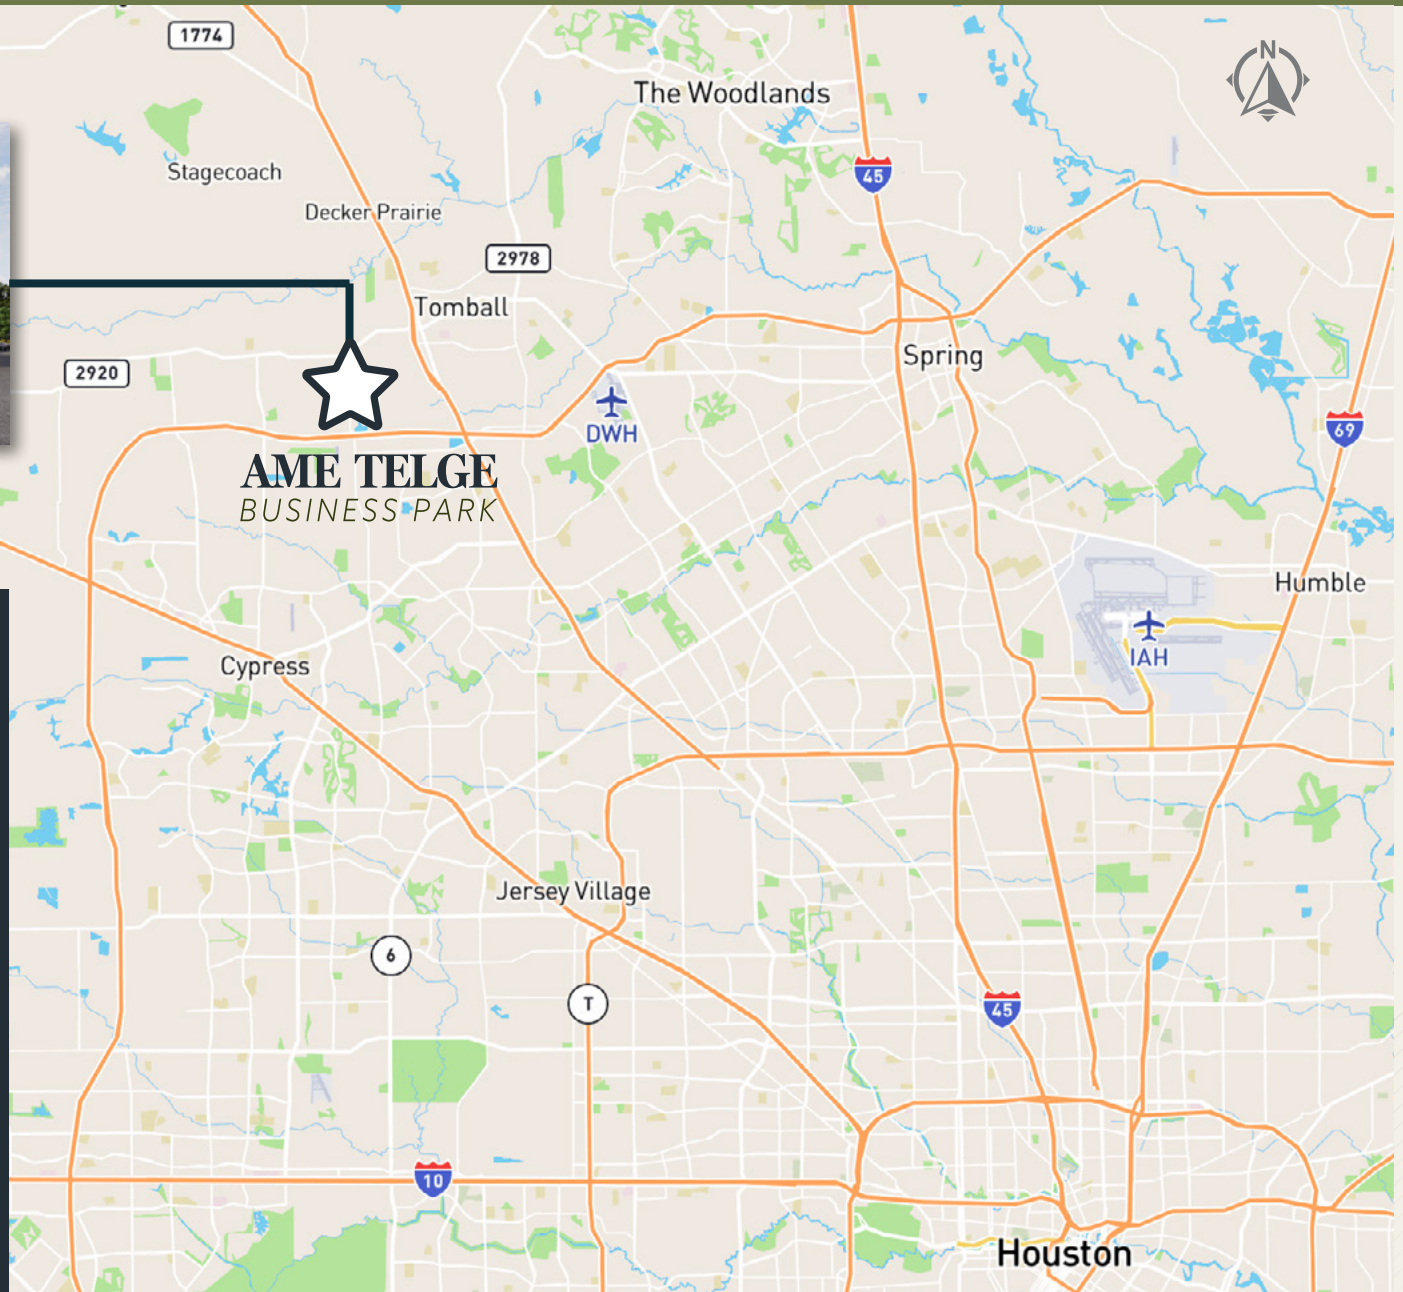 1774
N
The Woodlands
Stagecoach
45
Decker Prairie
2978
Tomball
Spring
2920
DWH
69
AME TELGE
BUSINESS PARK
Humble
IAH
Cypress
Jersey Village
6
T
45
10
Houston